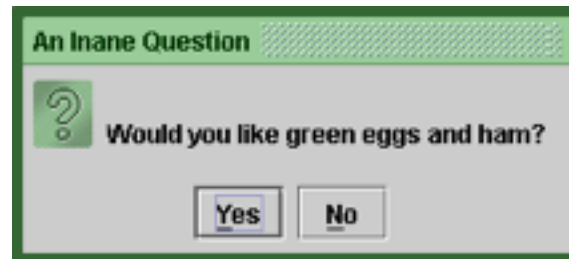 An Inane Question
Would you like green eggs and ham?
Yes No